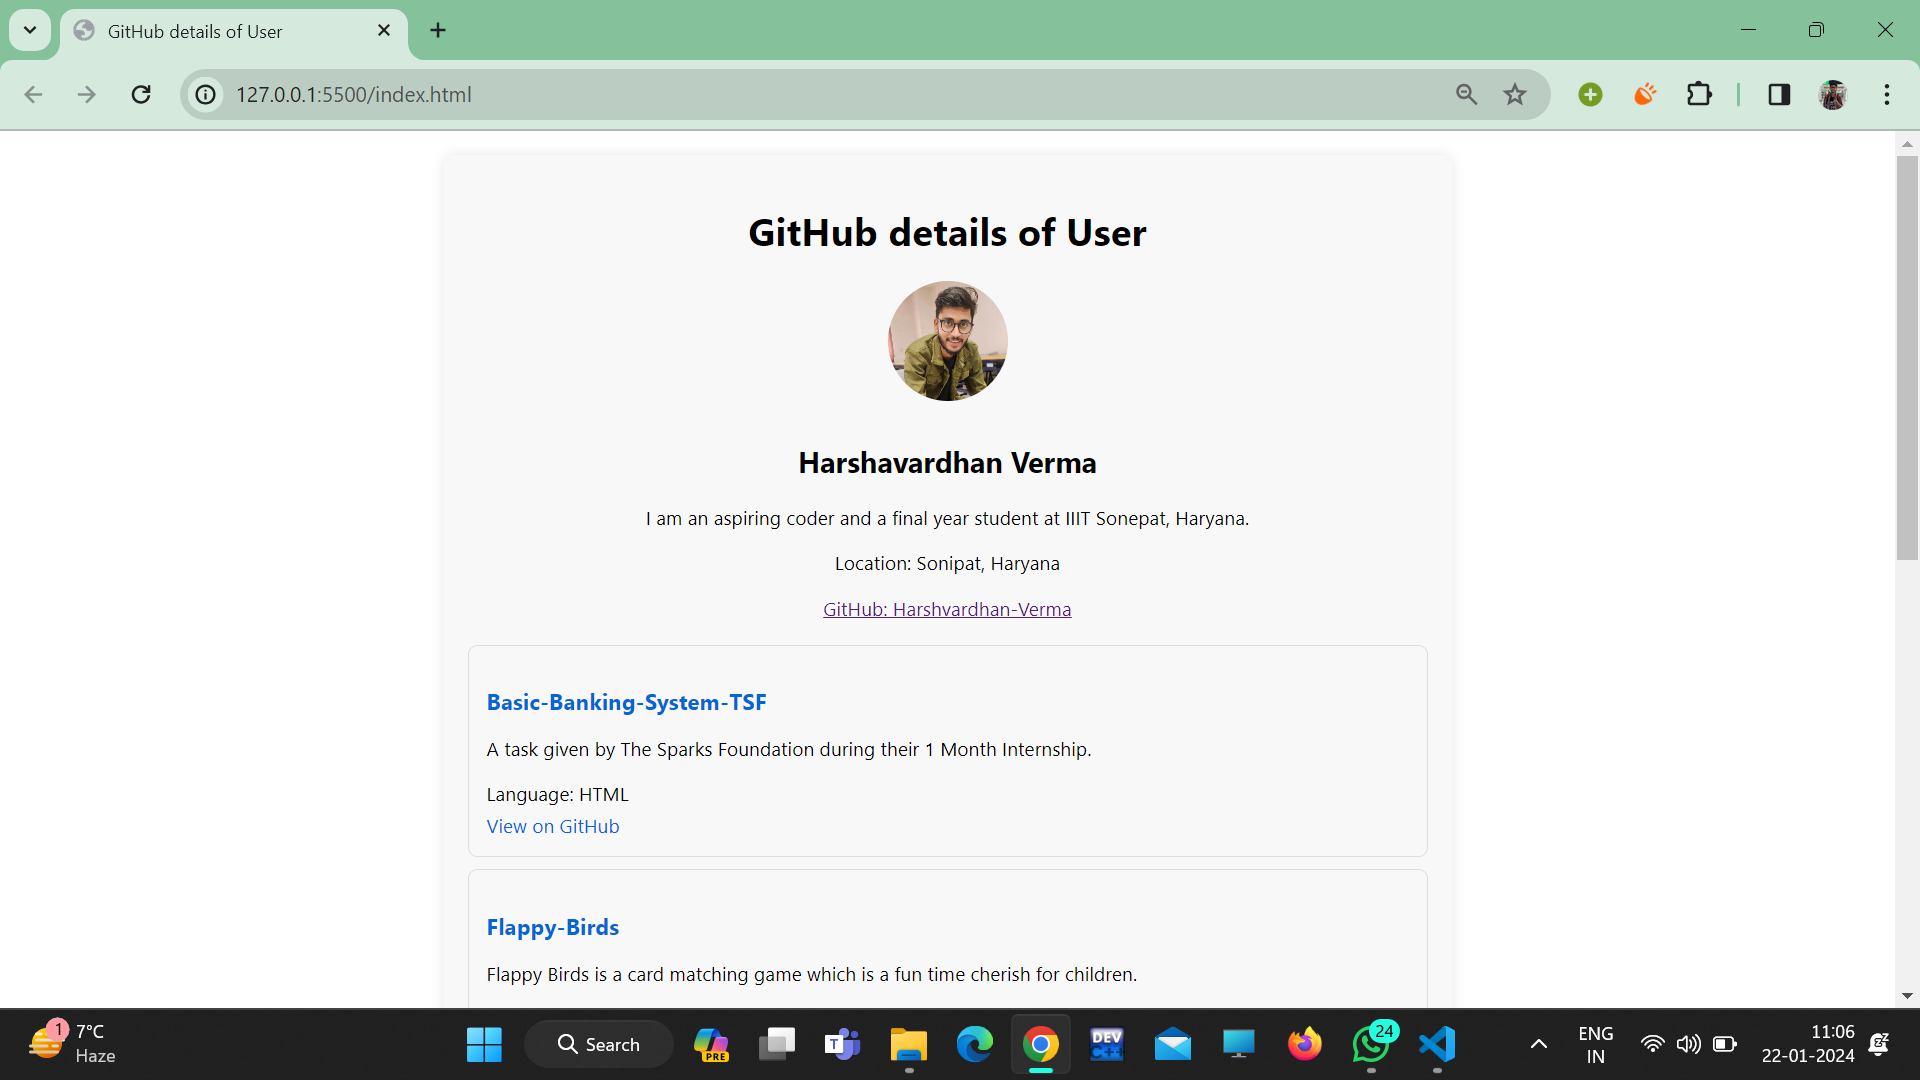 GitHub details of User
127.0.0.1:5500/index.html
GitHub details of User
Harshavardhan Verma
I am an aspiring coder and a final year student at IIIT Sonepat, Haryana.
Location: Sonipat, Haryana
GitHub: Harshvardhan-Verma
Basic-Banking-System-TSF
A task given by The Sparks Foundation during their 1 Month Internship.
Language: HTML
View on GitHub
Flappy-Birds
Flappy Birds is a card matching game which is a fun time cherish for children.
1
7°C
Haze
Search
PRE
T
DEV
C++
24
ENG
IN
11:06
22-01-2024